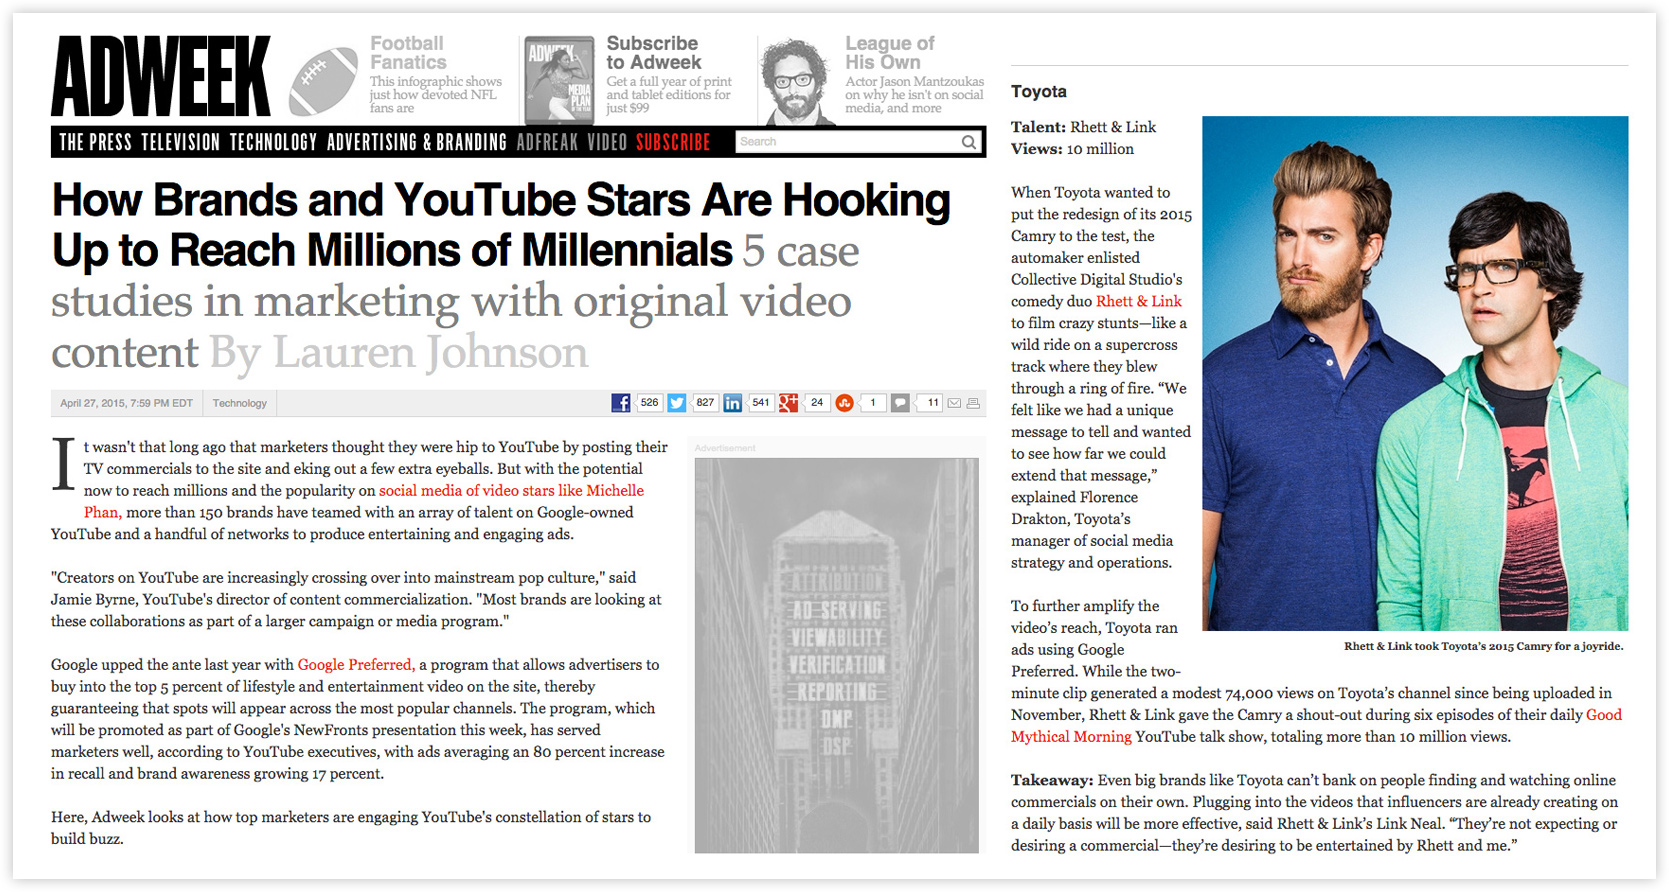 ADWEEK
Football
Fanatics
This infographic shows
just how devoted NFL
fans are
ADWEEK
MEDIA
PLAN
Subscribe
to Adweek
Get a full year of print
and tablet editions for
just $99
League of
His Own
Actor Jason Mantzoukas
on why he isn't on social
media, and more
THE PRESS TELEVISION TECHNOLOGY ADVERTISING & BRANDING ADFREAK VIDEO SUBSCRIBE
Search
How Brands and YouTube Stars Are Hooking
Up to Reach Millions of Millennials 5 case
studies in marketing with original video
content By Lauren Johnson
April 27, 2015, 7:59 PM EDT Technology
526 827 541 24 1 11
It wasn't that long ago that marketers thought they were hip to YouTube by posting their
TV commercials to the site and eking out a few extra eyeballs. But with the potential
now to reach millions and the popularity on social media of video stars like Michelle
Phan, more than 150 brands have teamed with an array of talent on Google-owned
YouTube and a handful of networks to produce entertaining and engaging ads.
"Creators on YouTube are increasingly crossing over into mainstream pop culture," said
Jamie Byrne, YouTube's director of content commercialization. "Most brands are looking at
these collaborations as part of a larger campaign or media program."
Google upped the ante last year with Google Preferred, a program that allows advertisers to
buy into the top 5 percent of lifestyle and entertainment video on the site, thereby
guaranteeing that spots will appear across the most popular channels. The program, which
will be promoted as part of Google's NewFronts presentation this week, has served
marketers well, according to YouTube executives, with ads averaging an 80 percent increase
in recall and brand awareness growing 17 percent.
Here, Adweek looks at how top marketers are engaging YouTube's constellation of stars to
build buzz.
Advertisement
ATTRIBUTION
AD SERVING
VIEWABILITY
VERIFICATION
REPORTING
DMP
DSP
Toyota
Talent: Rhett & Link
Views: 10 million
When Toyota wanted to
put the redesign of its 2015
Camry to the test, the
automaker enlisted
Collective Digital Studio's
comedy duo Rhett & Link
to film crazy stunts—like a
wild ride on a supercross
track where they blew
through a ring of fire. “We
felt like we had a unique
message to tell and wanted
to see how far we could
extend that message,”
explained Florence
Drakton, Toyota’s
manager of social media
strategy and operations.
To further amplify the
video’s reach, Toyota ran
ads using Google
Preferred. While the two-
minute clip generated a modest 74,000 views on Toyota’s channel since being uploaded in
November, Rhett & Link gave the Camry a shout-out during six episodes of their daily Good
Mythical Morning YouTube talk show, totaling more than 10 million views.
Rhett & Link took Toyota’s 2015 Camry for a joyride.
Takeaway: Even big brands like Toyota can’t bank on people finding and watching online
commercials on their own. Plugging into the videos that influencers are already creating on
a daily basis will be more effective, said Rhett & Link’s Link Neal. “They’re not expecting or
desiring a commercial—they’re desiring to be entertained by Rhett and me.”